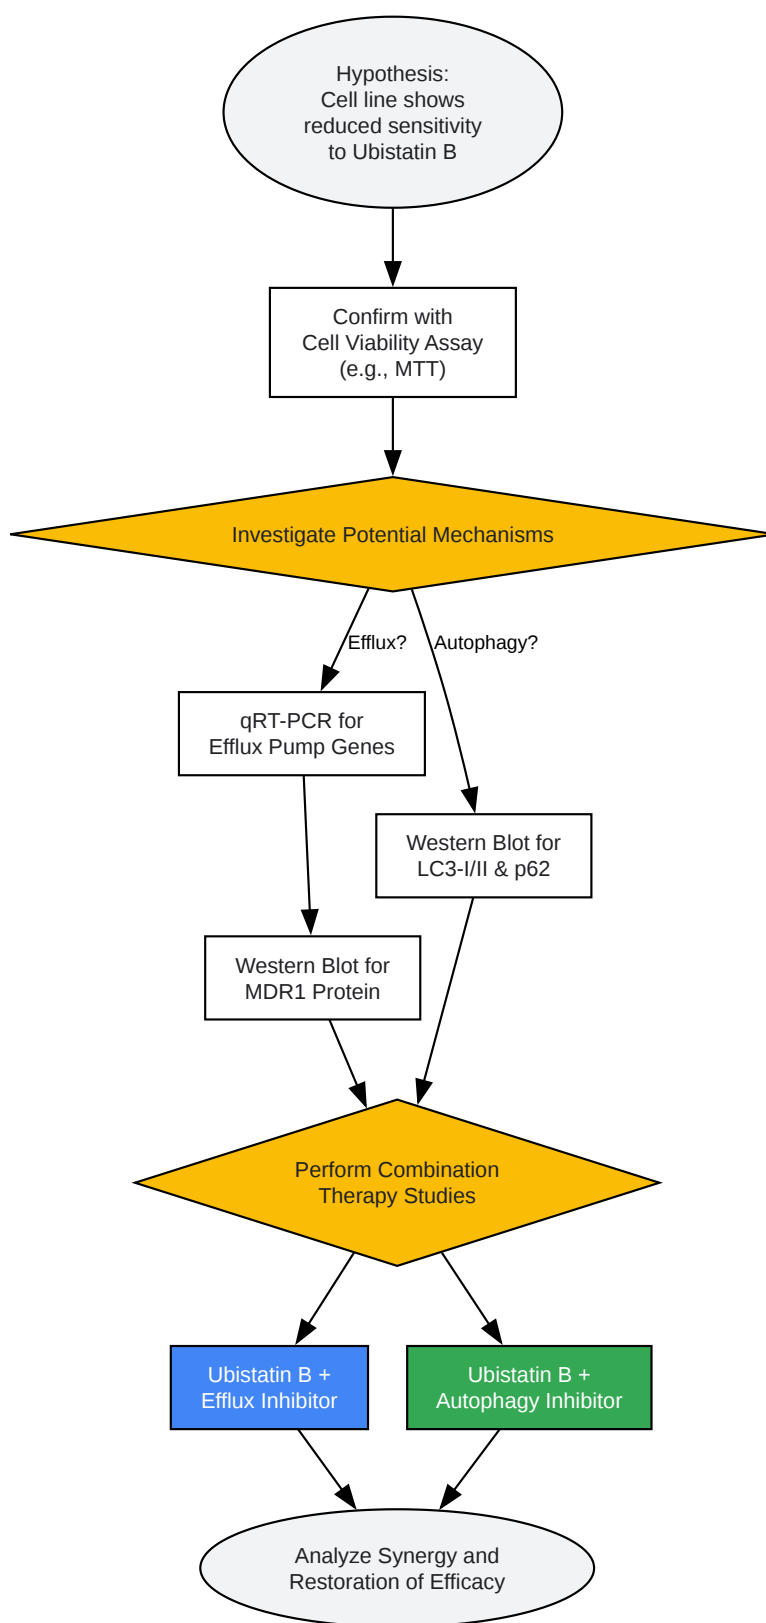 Hypothesis:
Cell line shows
reduced sensitivity
to Ubistatin B
Confirm with
Cell Viability Assay
(e.g., MTT)
Investigate Potential Mechanisms
Efflux?
Autophagy?
qRT-PCR for
Efflux Pump Genes
Western Blot for
LC3-I/II & p62
Western Blot for
MDR1 Protein
Perform Combination
Therapy Studies
Ubistatin B +
Efflux Inhibitor
Ubistatin B +
Autophagy Inhibitor
Analyze Synergy and
Restoration of Efficacy